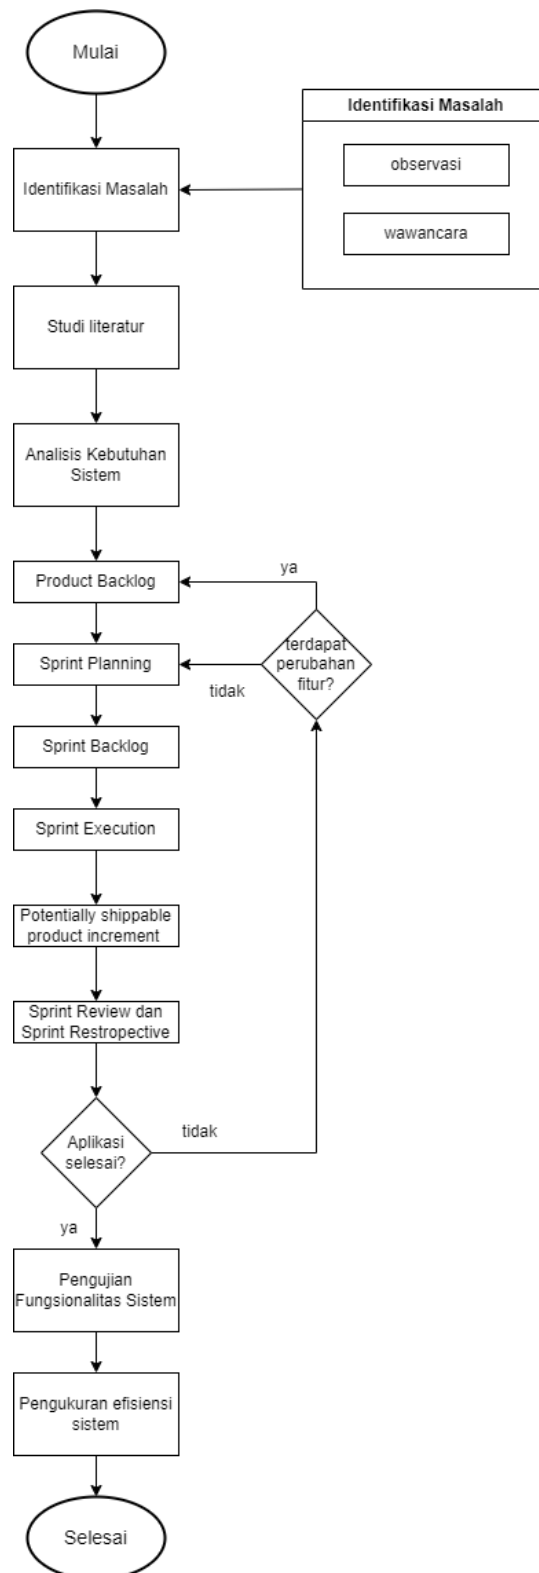 Mulai
Identifikasi Masalah
Identifikasi Masalah
observasi
wawancara
Studi literatur
Analisis Kebutuhan
Sistem
Product Backlog
ya
Sprint Planning
tidak
terdapat
perubahan
fitur?
Sprint Backlog
Sprint Execution
Potentially shippable
product increment
Sprint Review dan
Sprint Restropective
Aplikasi
selesai?
tidak
ya
Pengujian
Fungsionalitas Sistem
Pengukuran efisiensi
sistem
Selesai